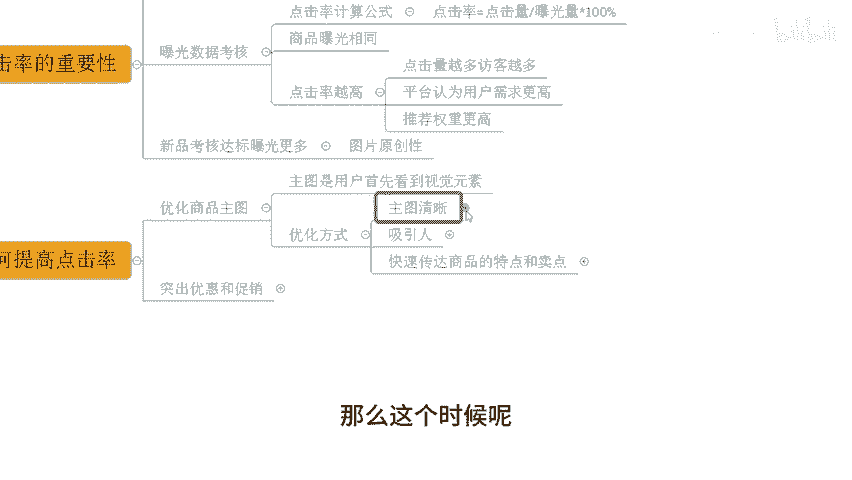 点击率计算公式 点击率=点击量/曝光量*100%
曝光数据考核
商品曝光相同
击率的重要性
点击量越多访客越多
点击率越高
平台认为用户需求更高
推荐权重更高
新品考核达标曝光更多 图片原创性
主图是用户首先看到视觉元素
优化商品主图
主图清晰
优化方式
吸引人
何提高点击率
快速传达商品的特点和卖点
突出优惠和促销
那么这个时候呢